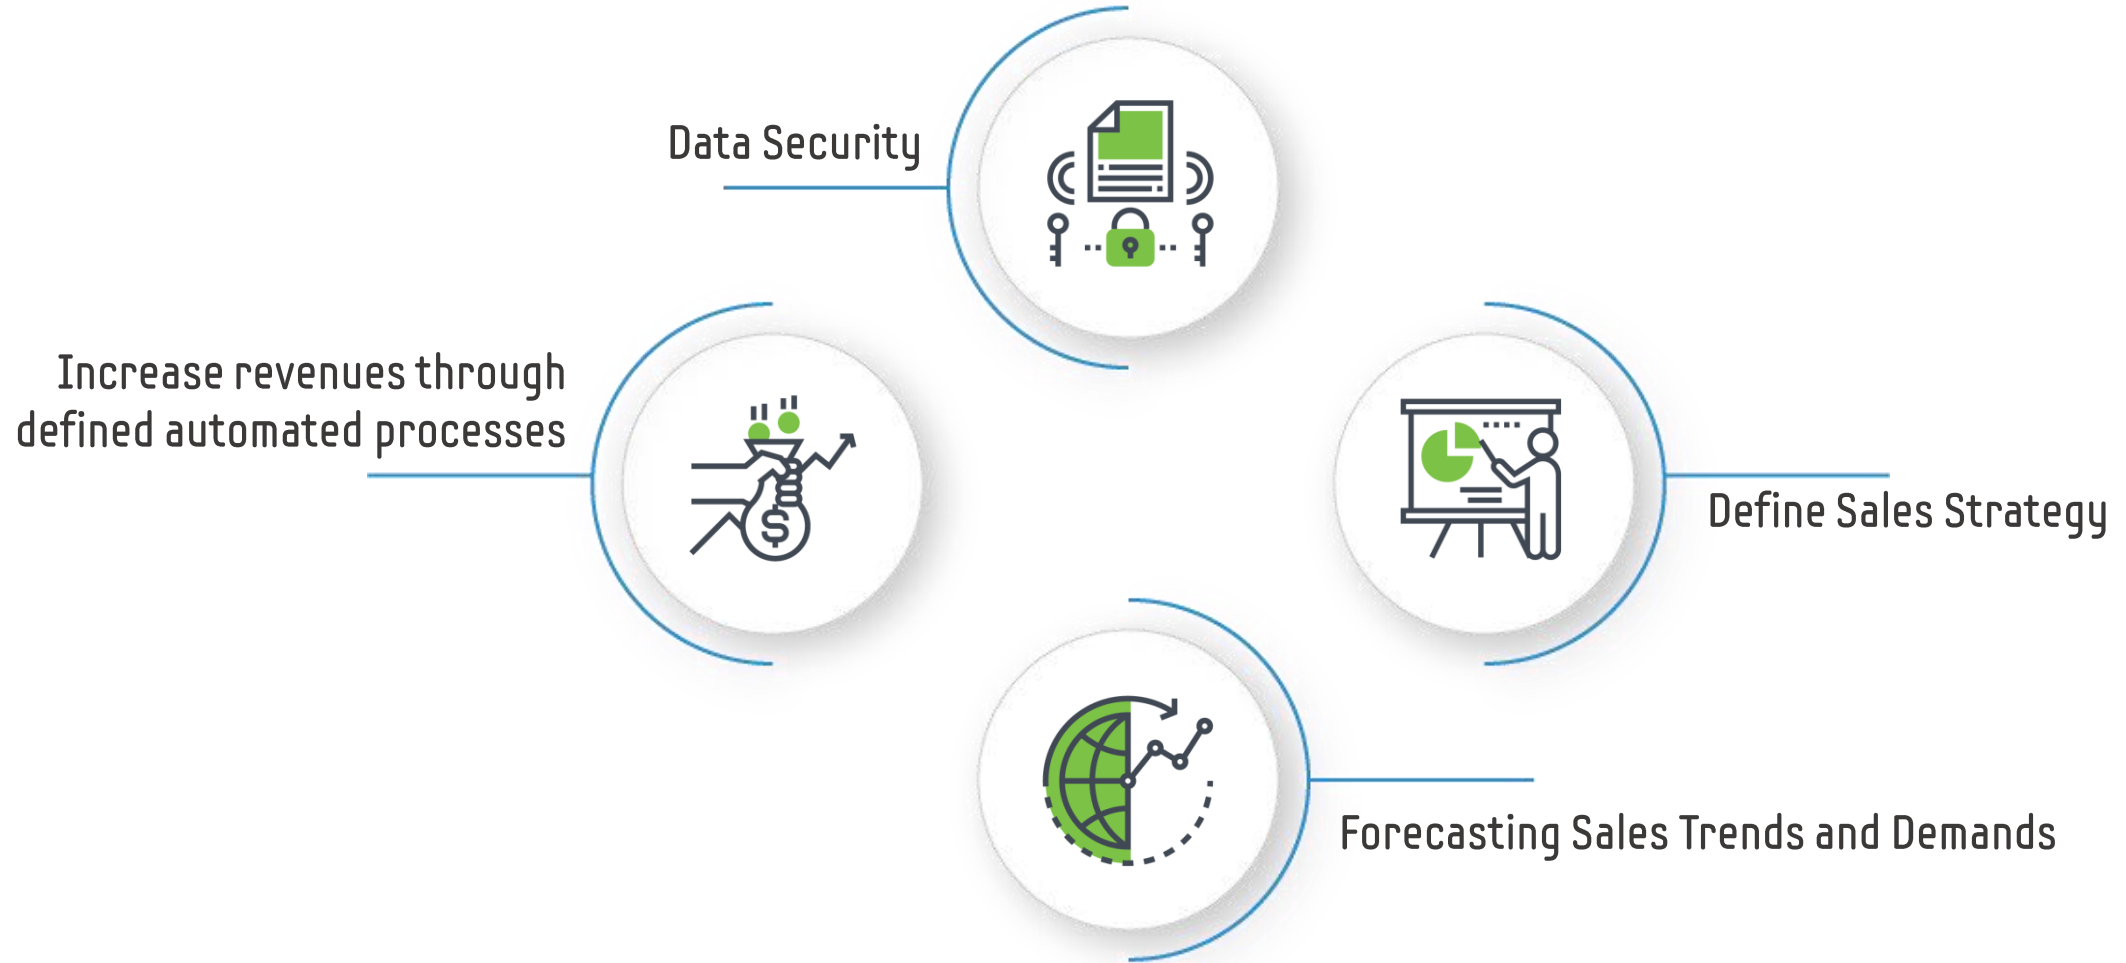 Data Security
Increase revenues through
defined automated processes
Define Sales Strategy
Forecasting Sales Trends and Demands
$